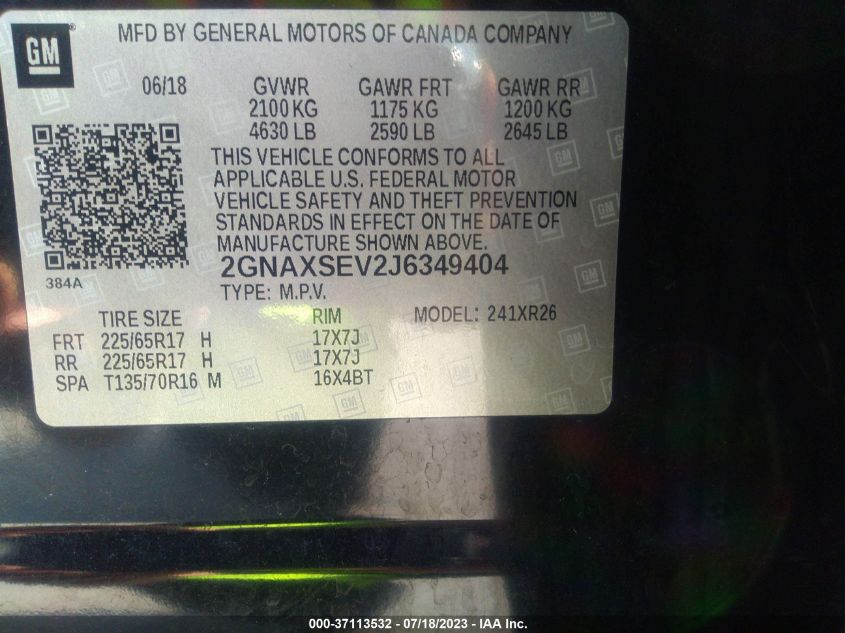 GM
MFD BY GENERAL MOTORS OF CANADA COMPANY
06/18 GVWR GAWR FRT GAWR RR
2100 KG 1175 KG 1200 KG
4630 LB 2590 LB 2645 LB
THIS VEHICLE CONFORMS TO ALL
APPLICABLE U.S. FEDERAL MOTOR
VEHICLE SAFETY AND THEFT PREVENTION
STANDARDS IN EFFECT ON THE DATE OF
MANUFACTURE SHOWN ABOVE.
384A
2GNAXSEV2J6349404
TYPE: M.P.V.
TIRE SIZE RIM MODEL: 241XR26
FRT 225/65R17 H 17X7J
RR 225/65R17 H 17X7J
SPA T135/70R16 M 16X4BT
000-37113532 - 07/18/2023 - IAA Inc.